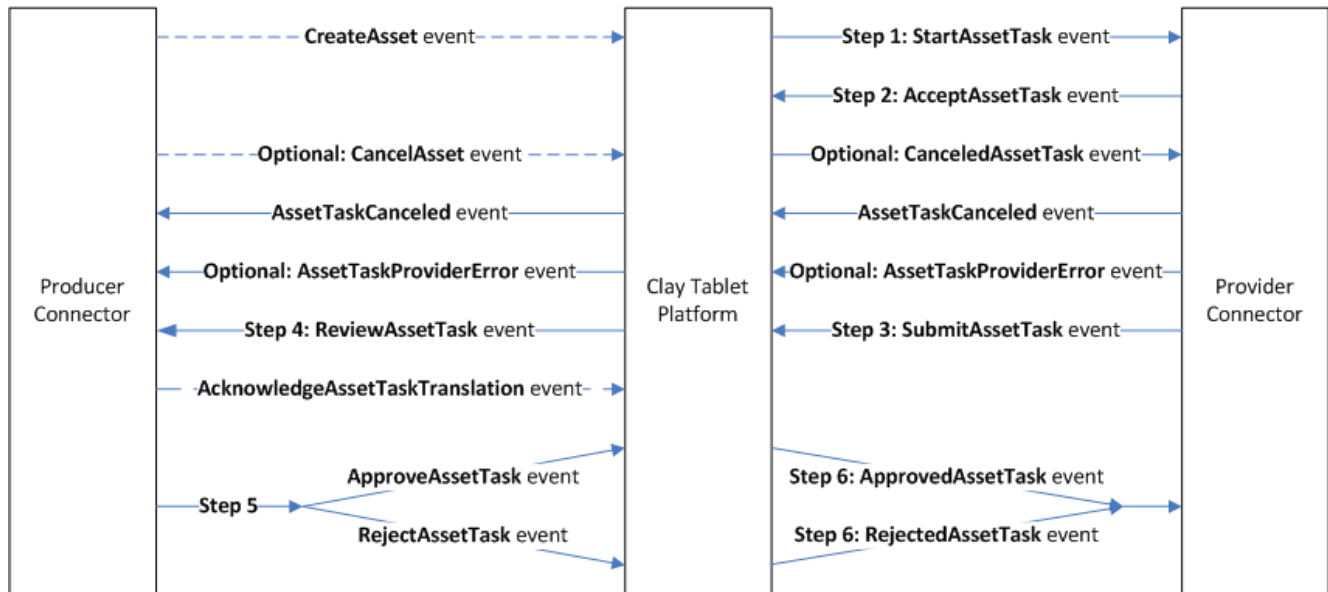 CreateAsset event
Step 1: StartAssetTask event
Step 2: AcceptAssetTask event
Optional: CancelAsset event
Optional: CanceledAssetTask event
AssetTaskCanceled event
AssetTaskCanceled event
Optional: AssetTaskProviderError event
Optional: AssetTaskProviderError event
Producer
Connector
Clay Tablet
Platform
Provider
Connector
Step 4: ReviewAssetTask event
Step 3: SubmitAssetTask event
AcknowledgeAssetTaskTranslation event
ApproveAssetTask event
Step 6: ApprovedAssetTask event
Step 5
RejectAssetTask event
Step 6: RejectedAssetTask event